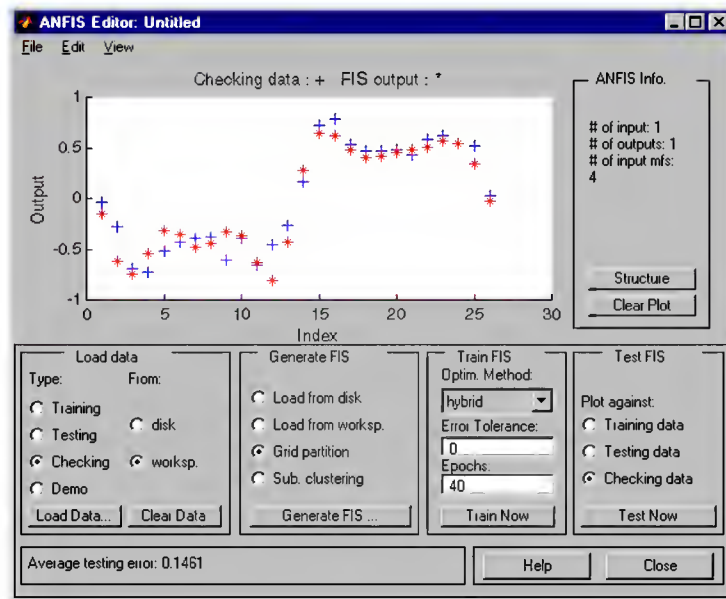 ANFIS Editor: Untitled
File Edit View
Checking data : + FIS output : *
1
0.5
0
-0.5
-1
Output
0 5 10 15 20 25 30
Index
ANFIS Info.
# of input: 1
# of outputs: 1
# of input mfs:
4
Structure
Clear Plot
Load data
Type: From:
Training
Testing
Checking
Demo
disk
worksp.
Load Data... Clear Data
Generate FIS
Load from disk
Load from worksp.
Grid partition
Sub. clustering
Generate FIS ...
Train FIS
Optim. Method:
hybrid
Error Tolerance:
0
Epochs:
40
Train Now
Test FIS
Plot against:
Training data
Testing data
Checking data
Test Now
Average testing error: 0.1461
Help Close